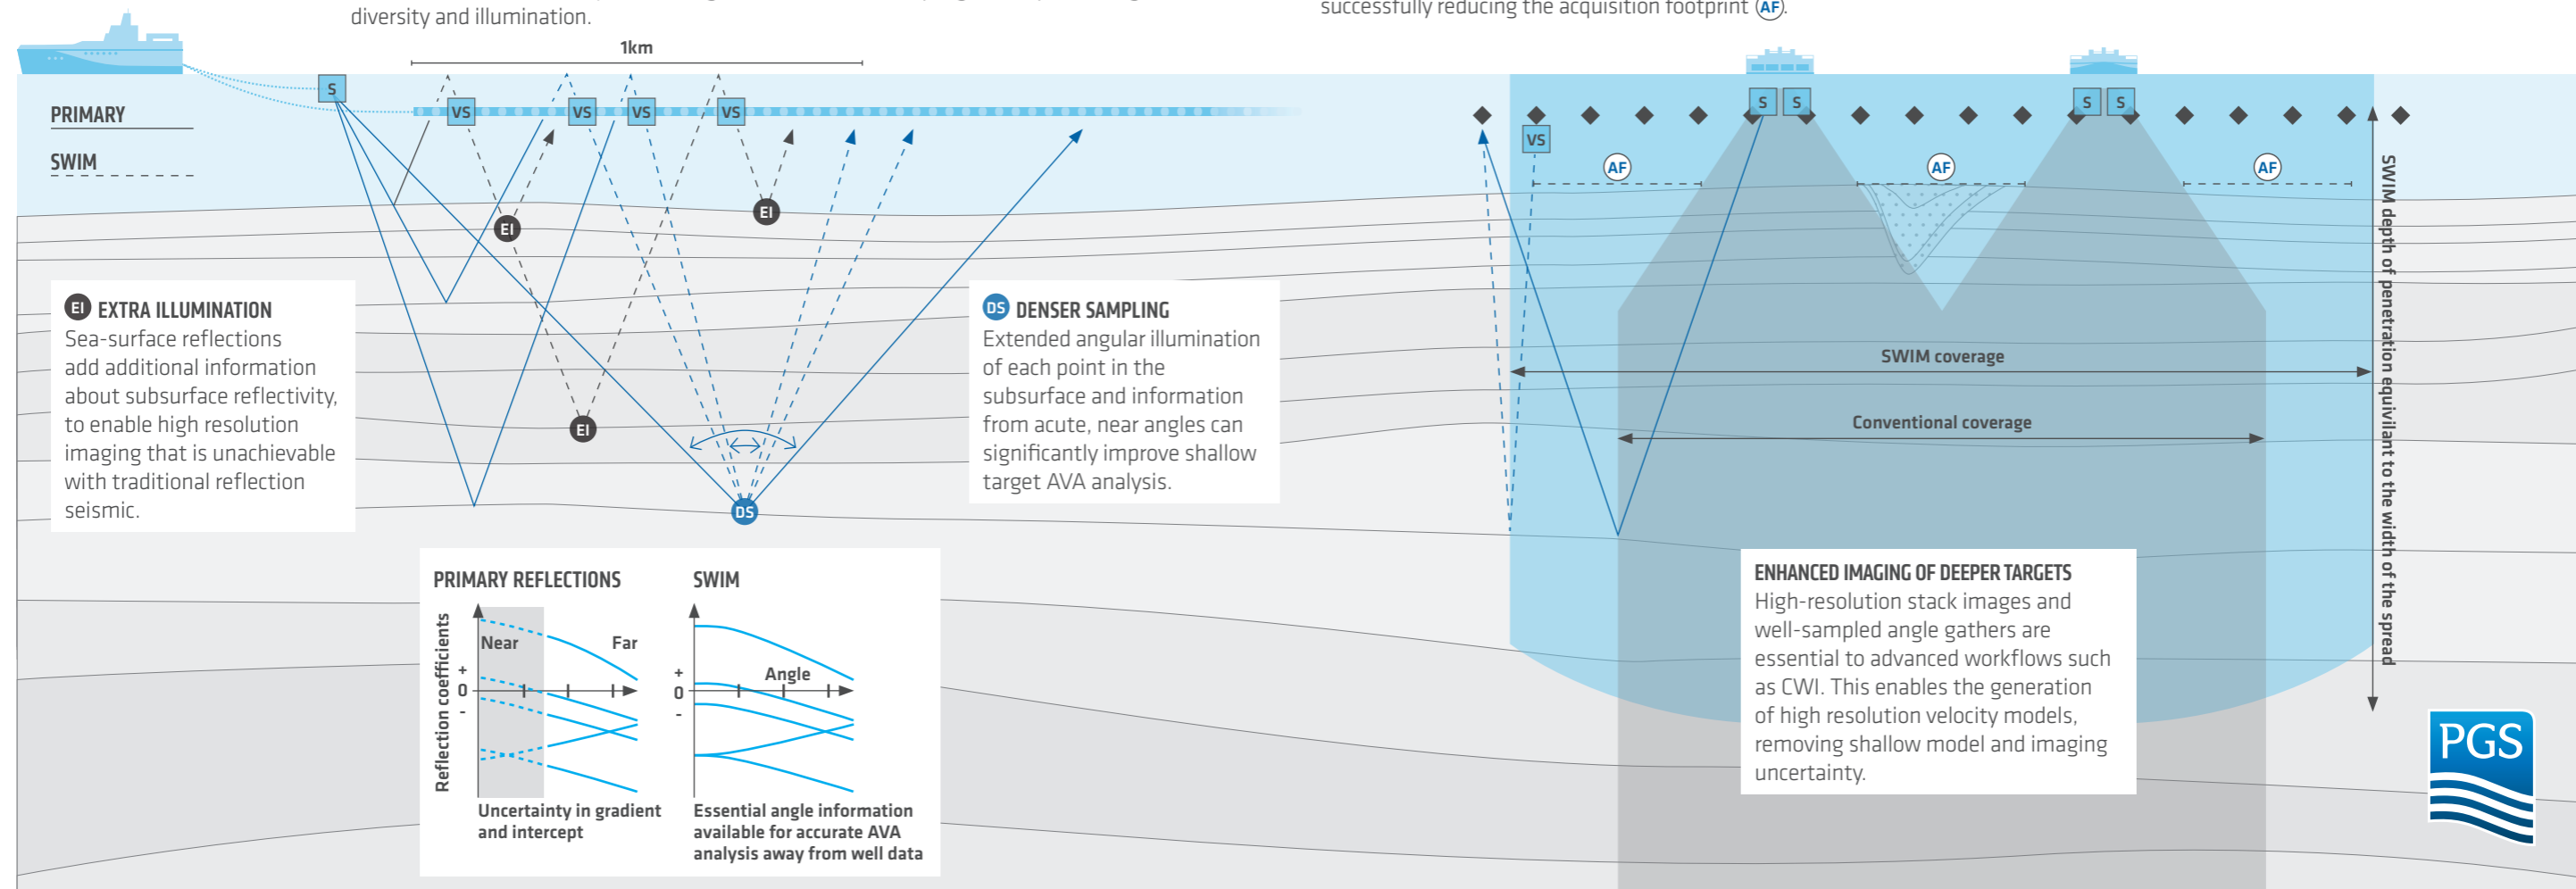 diversity and illumination.
successfully reducing the acquisition footprint AF.
1km
S
PRIMARY
SWIM
VS
VS
VS
VS
EI
EI
EI
DS
EI EXTRA ILLUMINATION
Sea-surface reflections
add additional information
about subsurface reflectivity,
to enable high resolution
imaging that is unachievable
with traditional reflection
seismic.
DS DENSER SAMPLING
Extended angular illumination
of each point in the
subsurface and information
from acute, near angles can
significantly improve shallow
target AVA analysis.
PRIMARY REFLECTIONS
Reflection coefficients
Near
Far
+
0
-
Uncertainty in gradient
and intercept
SWIM
+
0
-
Angle
Essential angle information
available for accurate AVA
analysis away from well data
S
S
S
S
VS
AF
AF
AF
SWIM coverage
Conventional coverage
SWIM depth of penetration equivilant to the width of the spread
ENHANCED IMAGING OF DEEPER TARGETS
High-resolution stack images and
well-sampled angle gathers are
essential to advanced workflows such
as CWI. This enables the generation
of high resolution velocity models,
removing shallow model and imaging
uncertainty.
PGS